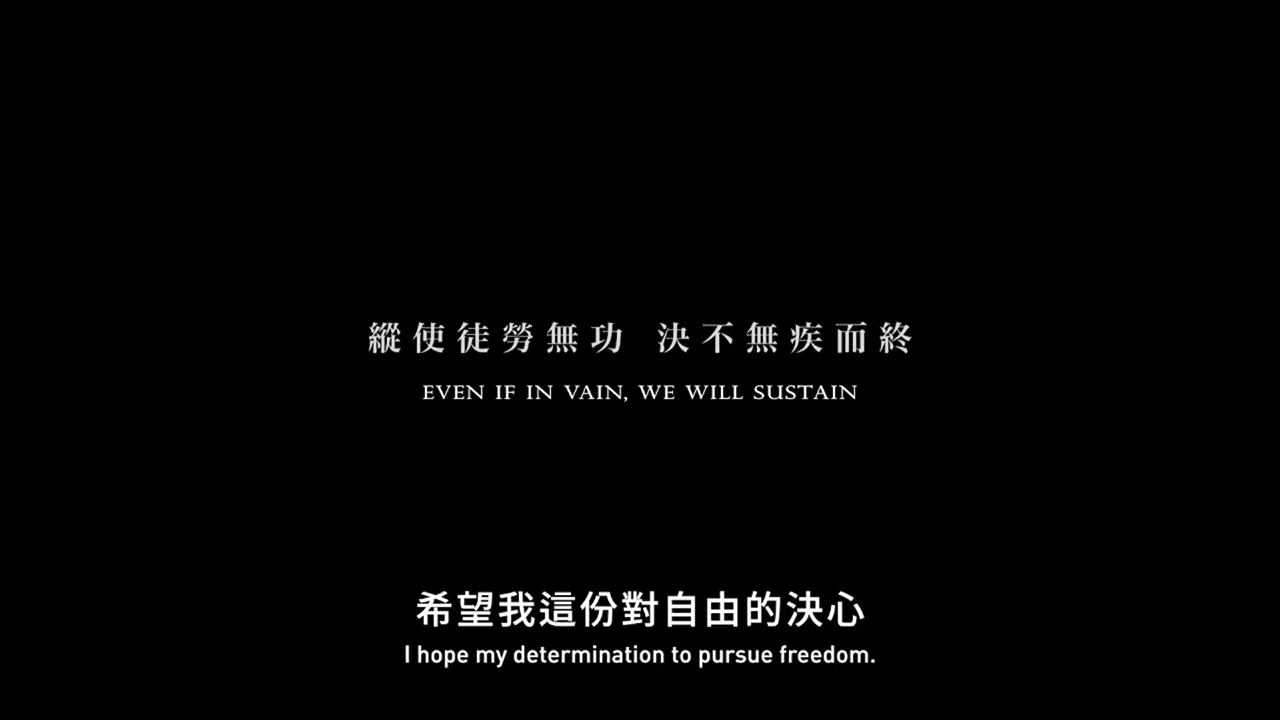 縱使徒勞無功 決不無疾而終
EVEN IF IN VAIN, WE WILL SUSTAIN
希望我這份對自由的決心
I hope my determination to pursue freedom.